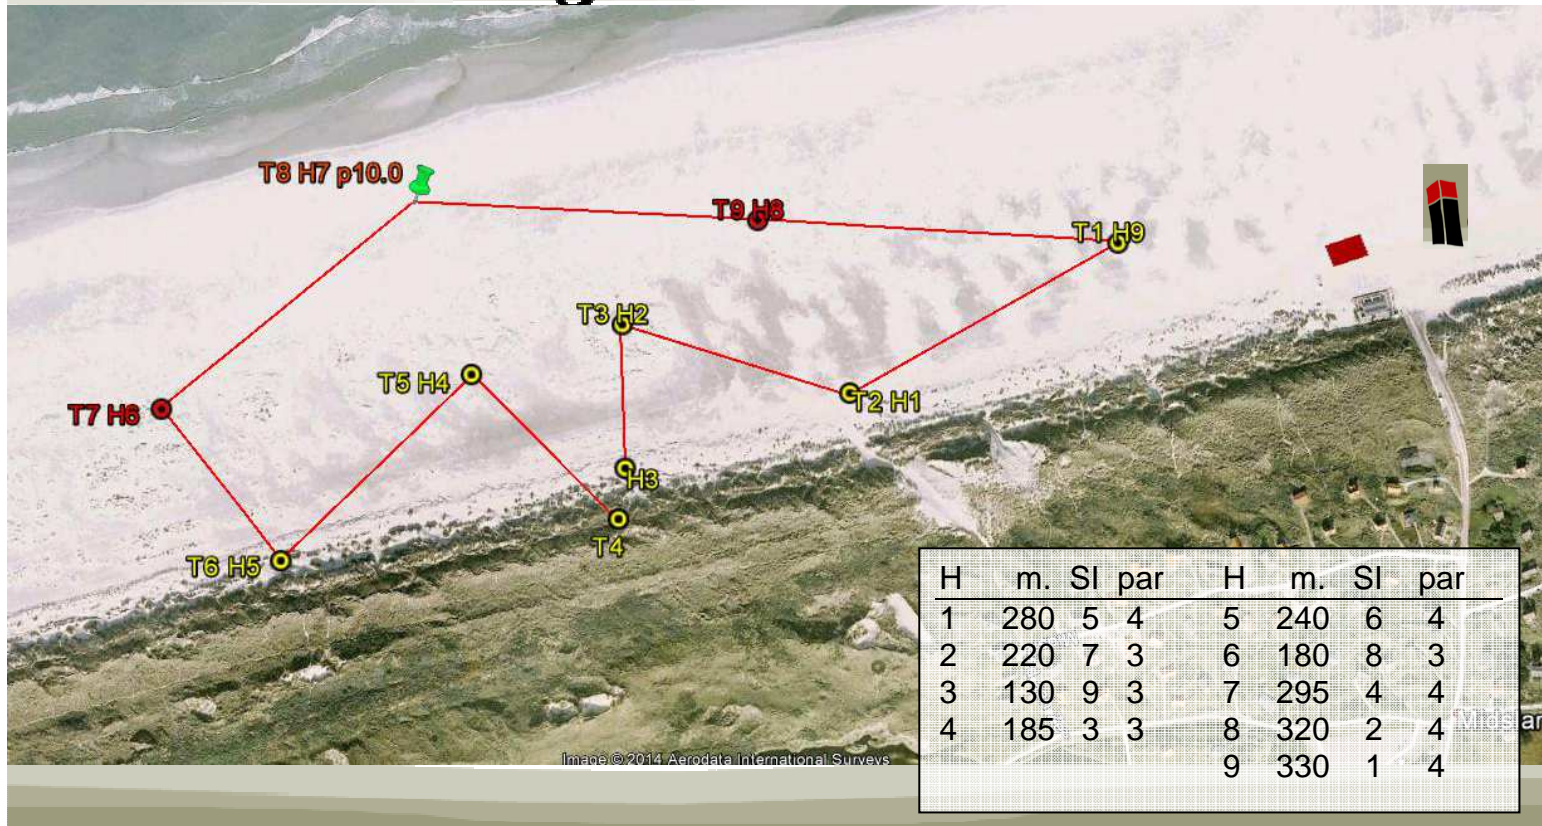 T8 H7 p10.0
T9 H8
T1 H9
T3 H2
T5 H4
T2 H1
T7 H6
H3
T4
T6 H5
H m. SI par H m. SI par
1 280 5 4 5 240 6 4
2 220 7 3 6 180 8 3
3 130 9 3 7 295 4 4
4 185 3 3 8 320 2 4
9 330 1 4
Image © 2014 Aerodata International Surveys